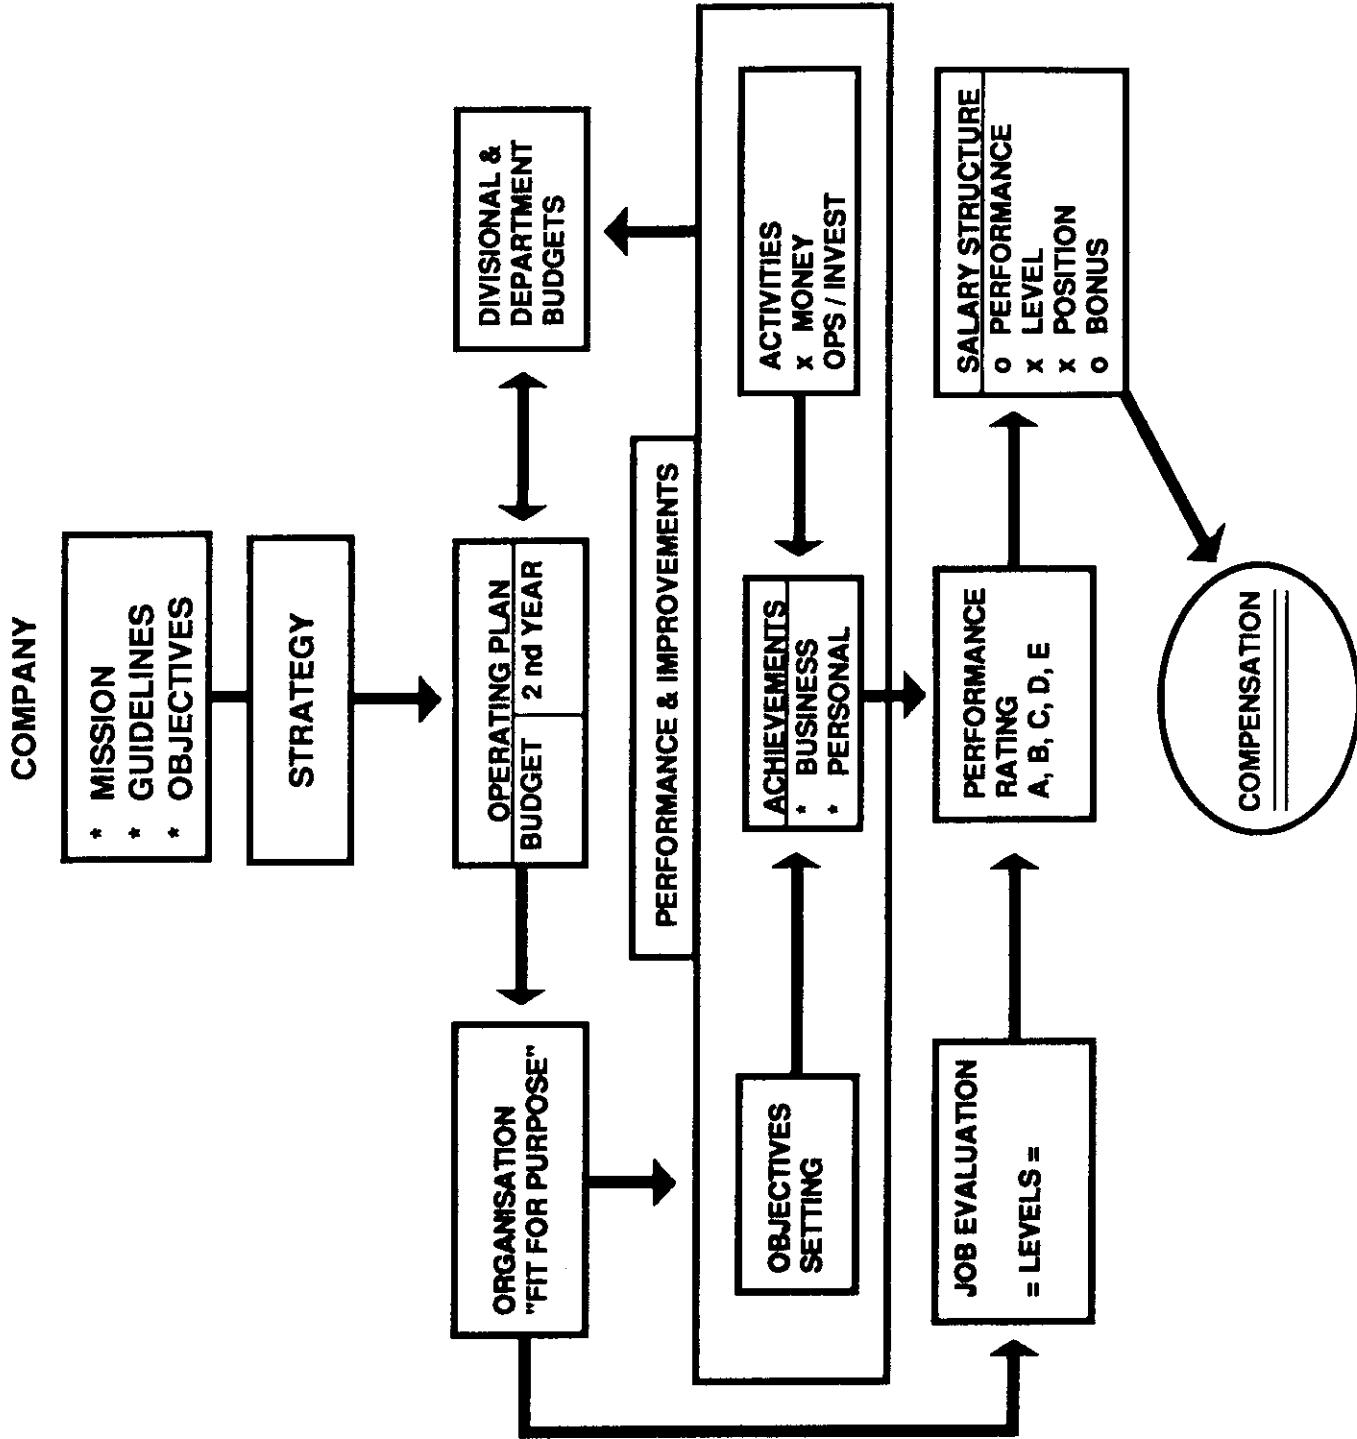 COMPANY
* MISSION
* GUIDELINES
* OBJECTIVES
STRATEGY
OPERATING PLAN
BUDGET 2 nd YEAR
ORGANISATION
"FIT FOR PURPOSE"
DIVISIONAL &
DEPARTMENT
BUDGETS
PERFORMANCE & IMPROVEMENTS
OBJECTIVES
SETTING
ACHIEVEMENTS
* BUSINESS
* PERSONAL
ACTIVITIES
x MONEY
OPS / INVEST
JOB EVALUATION
= LEVELS =
PERFORMANCE
RATING
A, B, C, D, E
SALARY STRUCTURE
o PERFORMANCE
x LEVEL
x POSITION
o BONUS
COMPENSATION